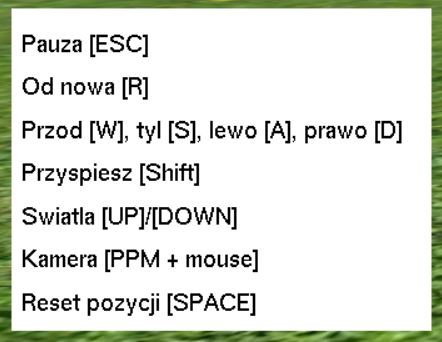 Pauza [ESC]
Od nowa [R]
Przod [W], tyl [S], lewo [A], prawo [D]
Przyspiesz [Shift]
Swiatla [UP]/[DOWN]
Kamera [PPM + mouse]
Reset pozycji [SPACE]